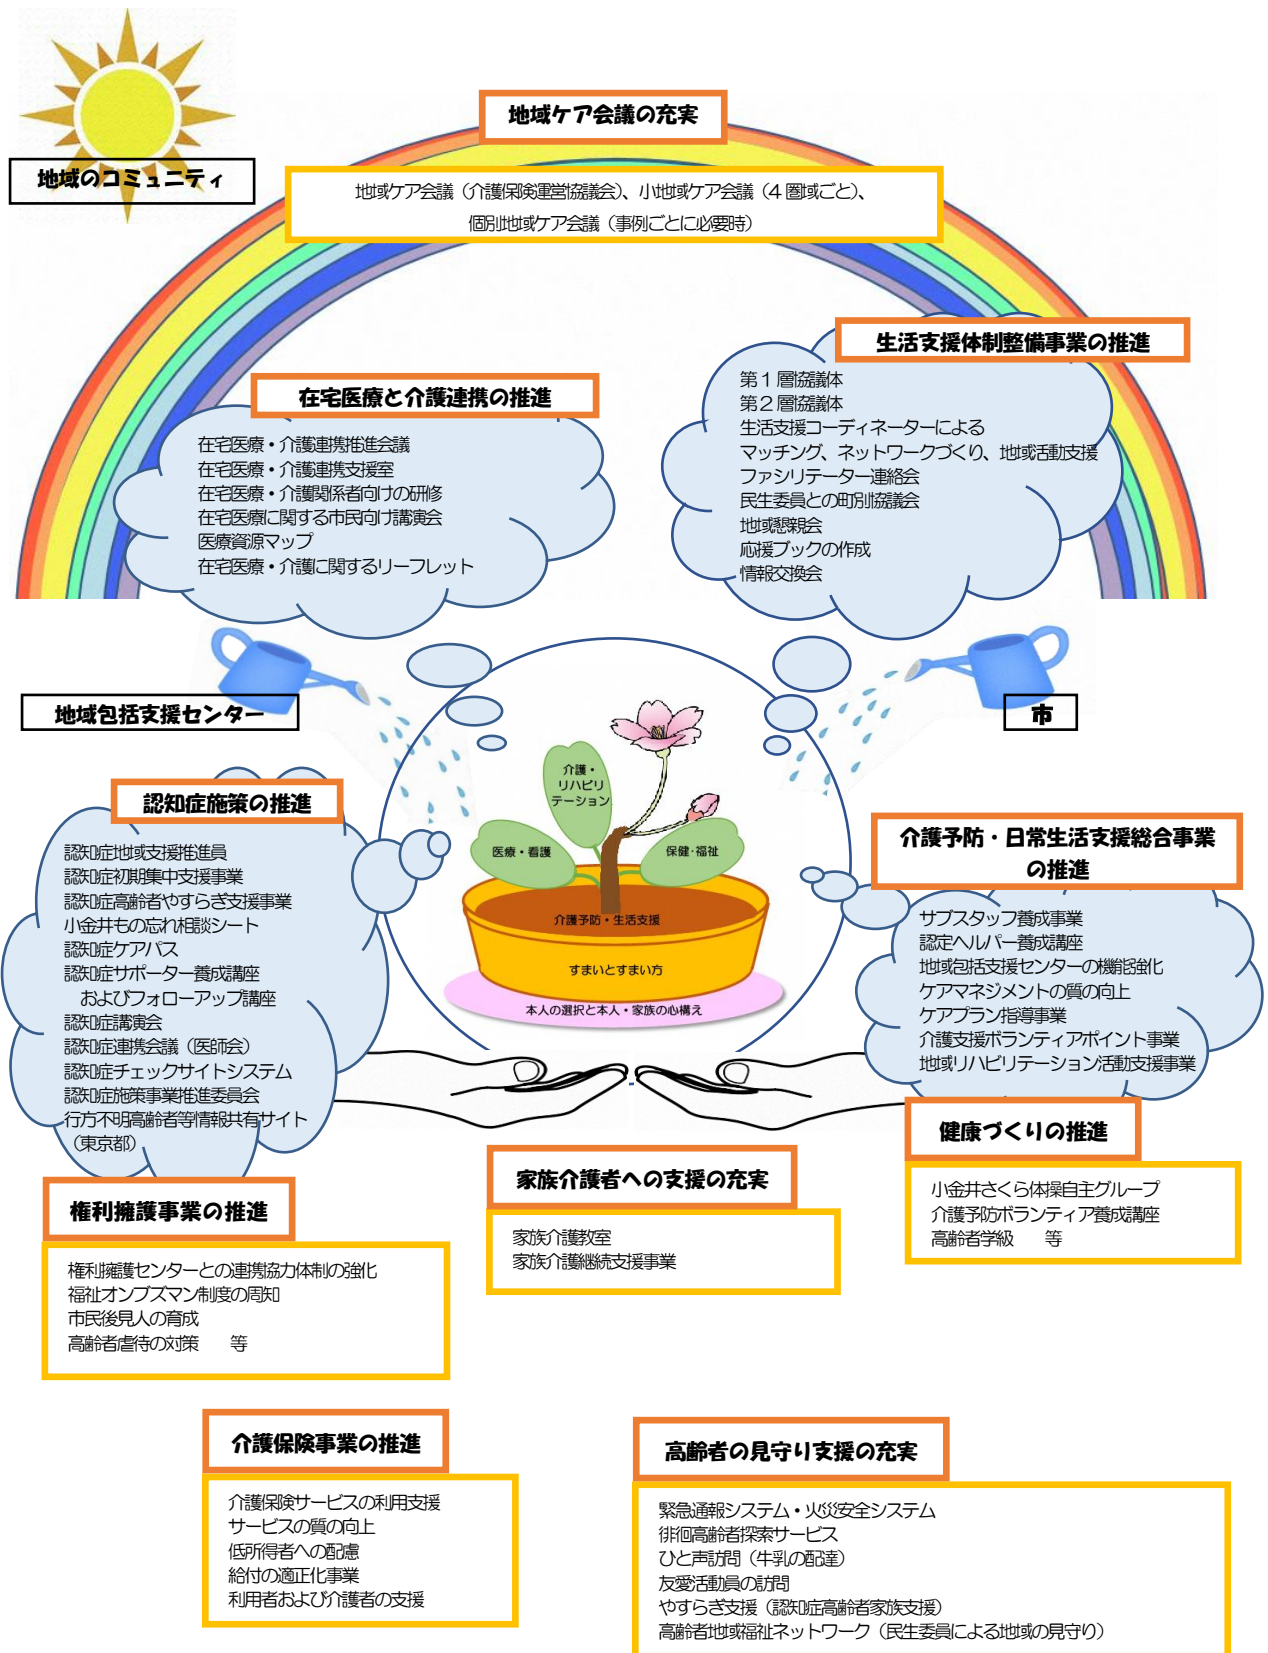 地域ケア会議の充実
地域のコミュニティ
地域ケア会議（介護保険運営協議会）、小地域ケア会議（4 圏域ごと）、
個別地域ケア会議（事例ごとに必要時）
生活支援体制整備事業の推進
第１層協議体
第２層協議体
生活支援コーディネーターによる
マッチング、ネットワークづくり、地域活動支援
ファシリテーター連絡会
民生委員との町別協議会
地域懇親会
応援ブックの作成
情報交換会
在宅医療と介護連携の推進
在宅医療・介護連携推進会議
在宅医療・介護連携支援室
在宅医療・介護関係者向けの研修
在宅医療に関する市民向け講演会
医療資源マップ
在宅医療・介護に関するリーフレット
地域包括支援センター
市
介護・
リハビリ
テーション
医療・看護
保健・福祉
介護予防・生活支援
すまいとすまい方
本人の選択と本人・家族の心構え
認知症施策の推進
認知症地域支援推進員
認知症初期集中支援事業
認知症高齢者やすらぎ支援事業
小金井もの忘れ相談シート
認知症ケアパス
認知症サポーター養成講座
およびフォローアップ講座
認知症講演会
認知症連携会議（医師会）
認知症チェックサイトシステム
認知症施策事業推進委員会
行方不明高齢者等情報共有サイト
（東京都）
介護予防・日常生活支援総合事業
の推進
サブスタッフ養成事業
認定ヘルパー養成講座
地域包括支援センターの機能強化
ケアマネジメントの質の向上
ケアプラン指導事業
介護支援ボランティアポイント事業
地域リハビリテーション活動支援事業
健康づくりの推進
小金井さくら体操自主グループ
介護予防ボランティア養成講座
高齢者学級　　等
家族介護者への支援の充実
家族介護教室
家族介護継続支援事業
権利擁護事業の推進
権利擁護センターとの連携協力体制の強化
福祉オンブズマン制度の周知
市民後見人の育成
高齢者虐待の対策　　等
介護保険事業の推進
介護保険サービスの利用支援
サービスの質の向上
低所得者への配慮
給付の適正化事業
利用者および介護者の支援
高齢者の見守り支援の充実
緊急通報システム・火災安全システム
徘徊高齢者探索サービス
ひと声訪問（牛乳の配達）
友愛活動員の訪問
やすらぎ支援（認知症高齢者家族支援）
高齢者地域福祉ネットワーク（民生委員による地域の見守り）